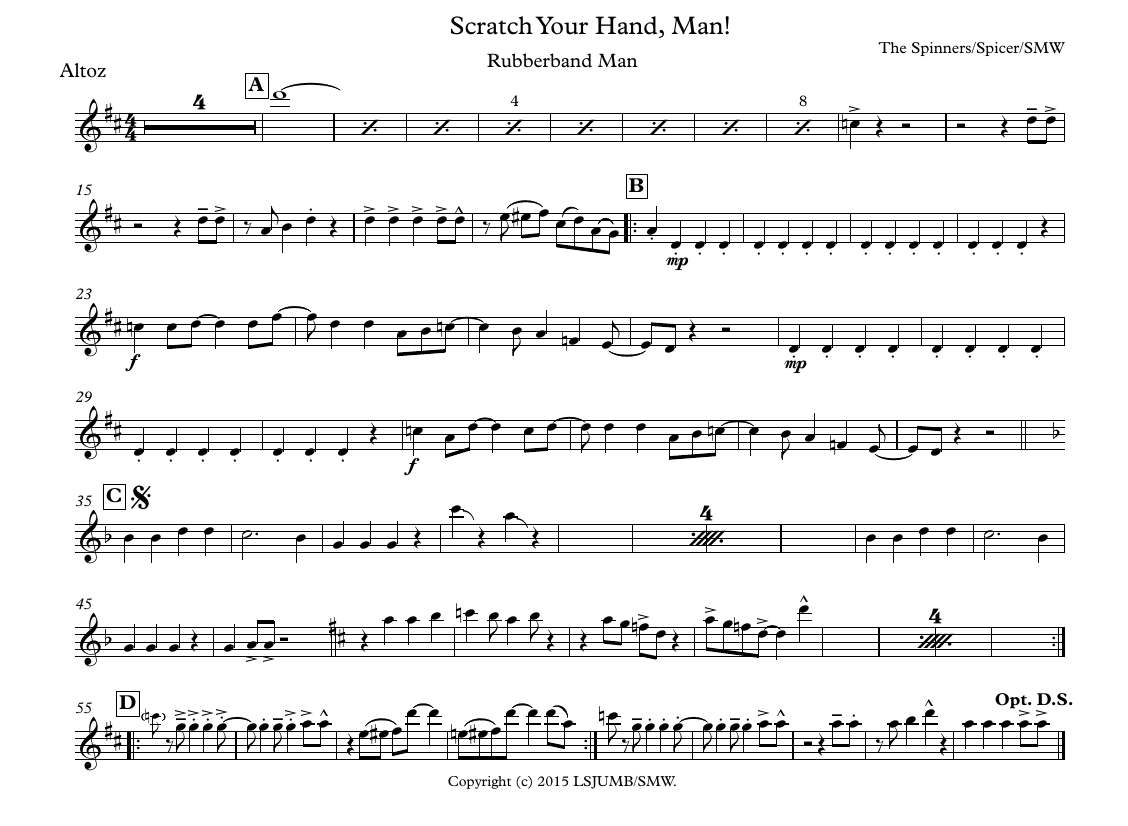 Scratch Your Hand, Man!
Rubberband Man
The Spinners/Spicer/SMW
Altoz
A
4
4
8
15
B
mp
23
f
mp
29
f
35
C
4
45
4
55
D
Opt. D.S.
Copyright (c) 2015 LSJUMB/SMW.